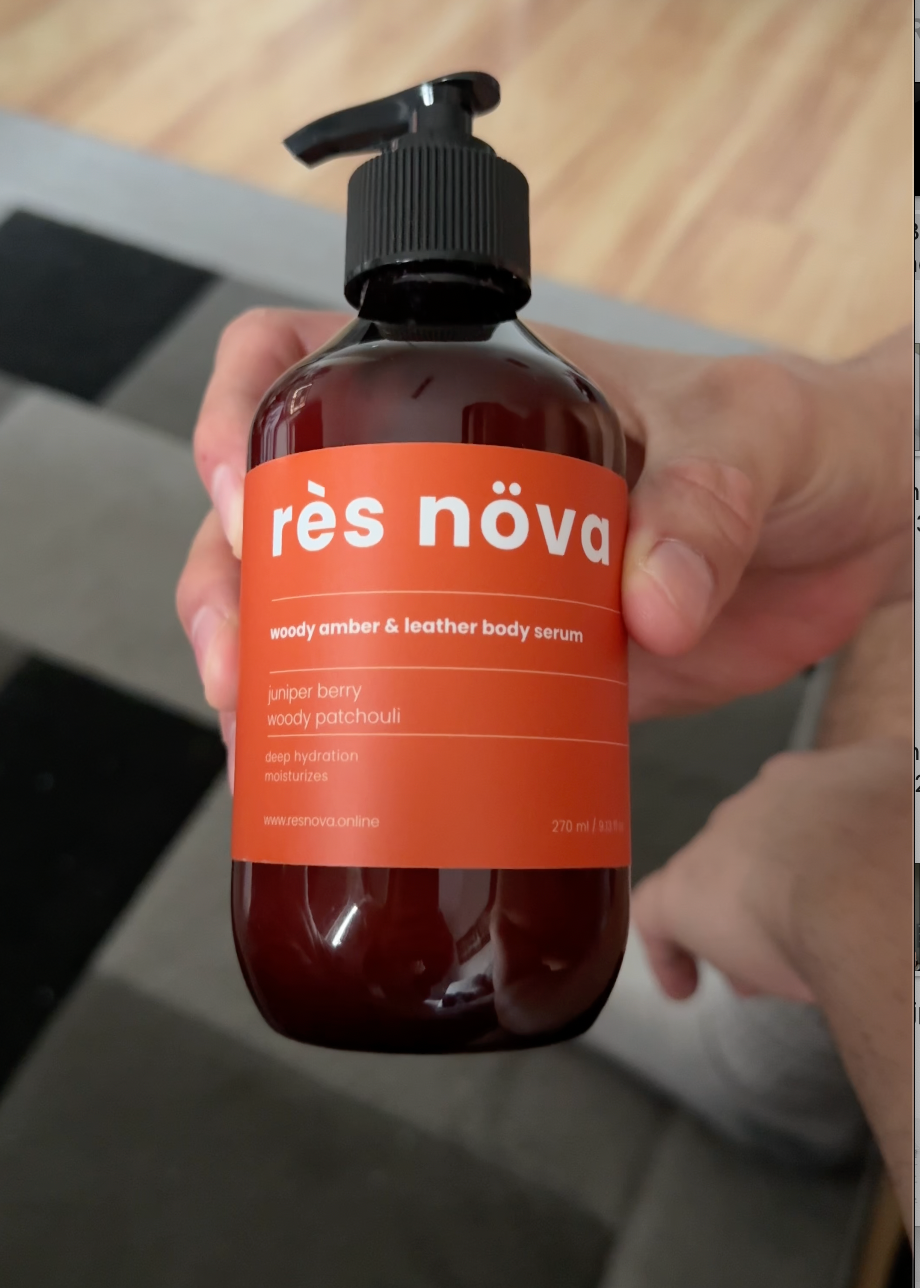 rès növa
woody amber & leather body serum
juniper berry
woody patchouli
deep hydration
moisturizes
www.resnova.online
270 ml /